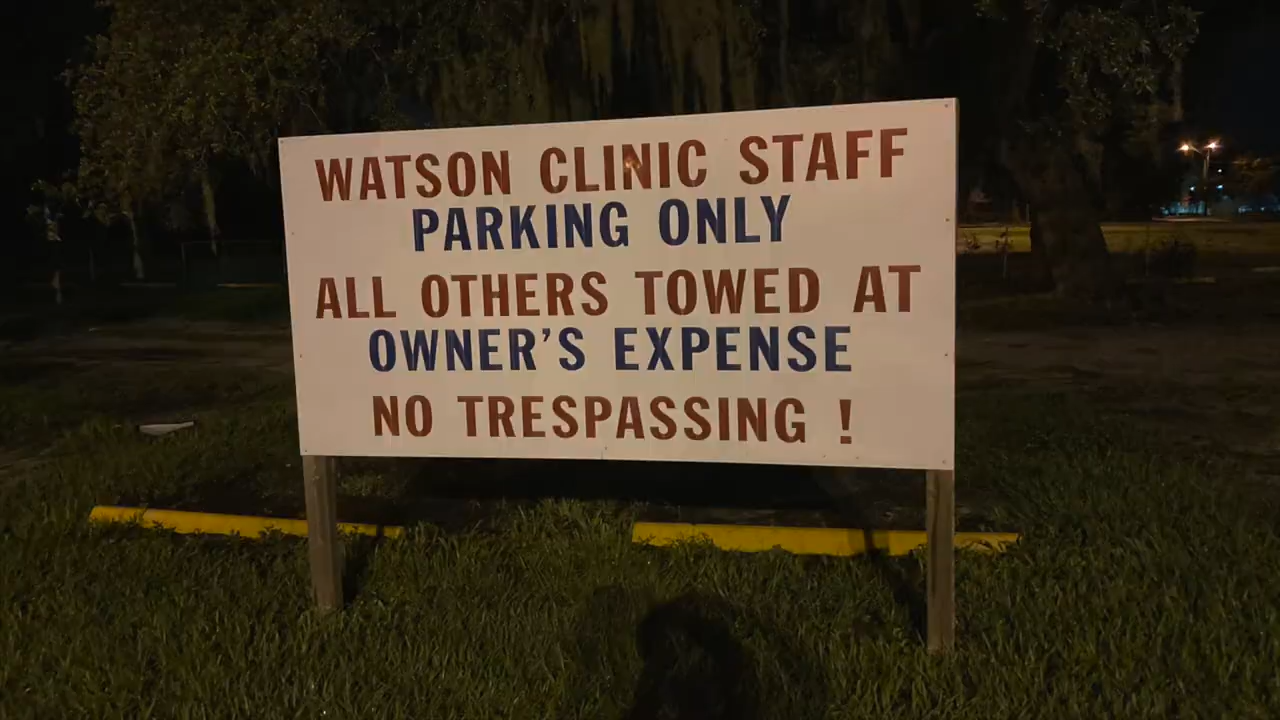 WATSON CLINIC STAFF
PARKING ONLY
ALL OTHERS TOWED AT
OWNER'S EXPENSE
NO TRESPASSING !